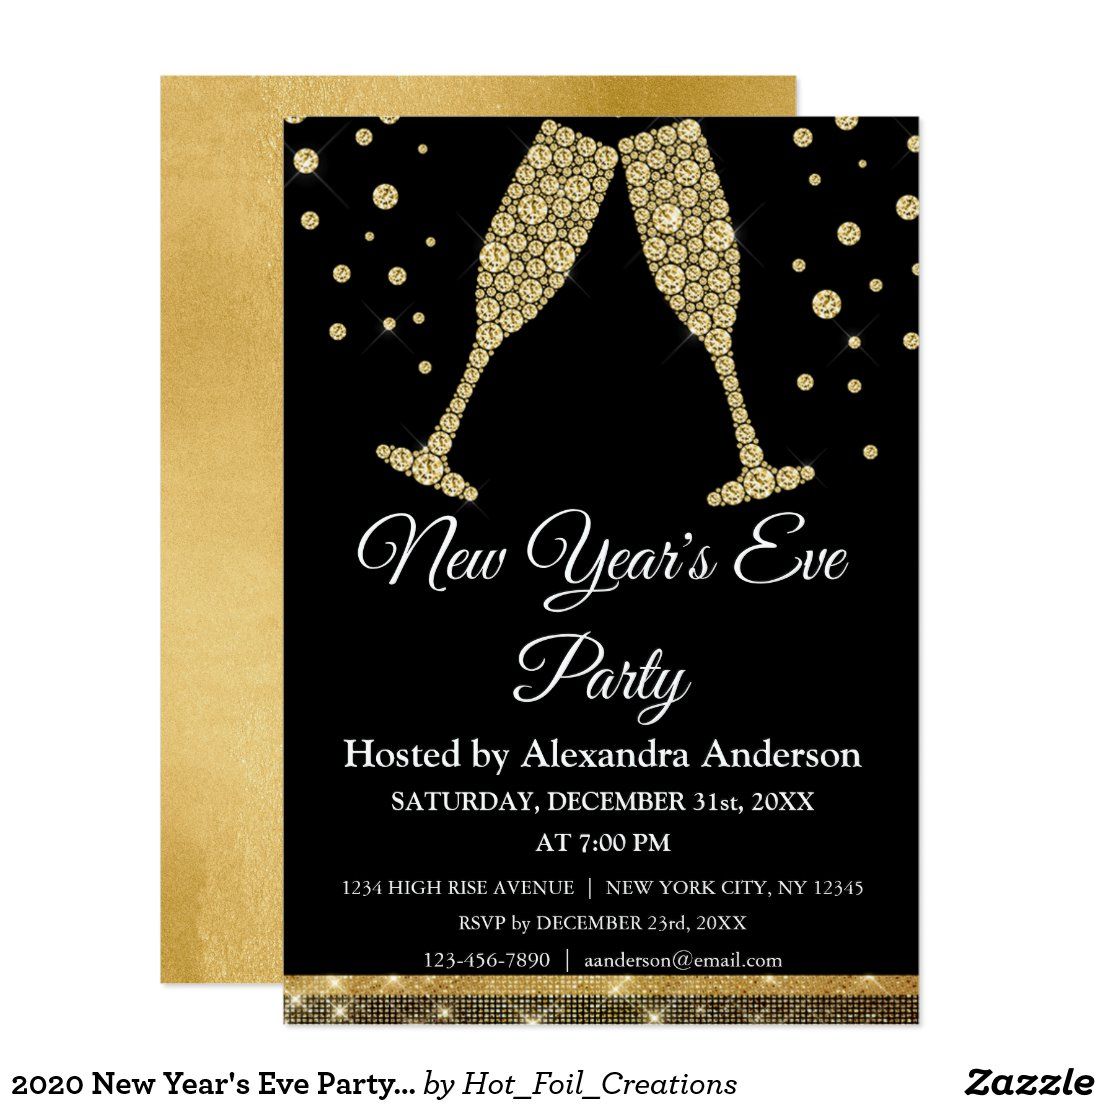 New Year's Eve
Party
Hosted by Alexandra Anderson
SATURDAY, DECEMBER 31st, 20XX
AT 7:00 PM
1234 HIGH RISE AVENUE | NEW YORK CITY, NY 12345
RSVP by DECEMBER 23rd, 20XX
123-456-7890 | aanderson@email.com
2020 New Year's Eve Party... by Hot_Foil_Creations Zazzle